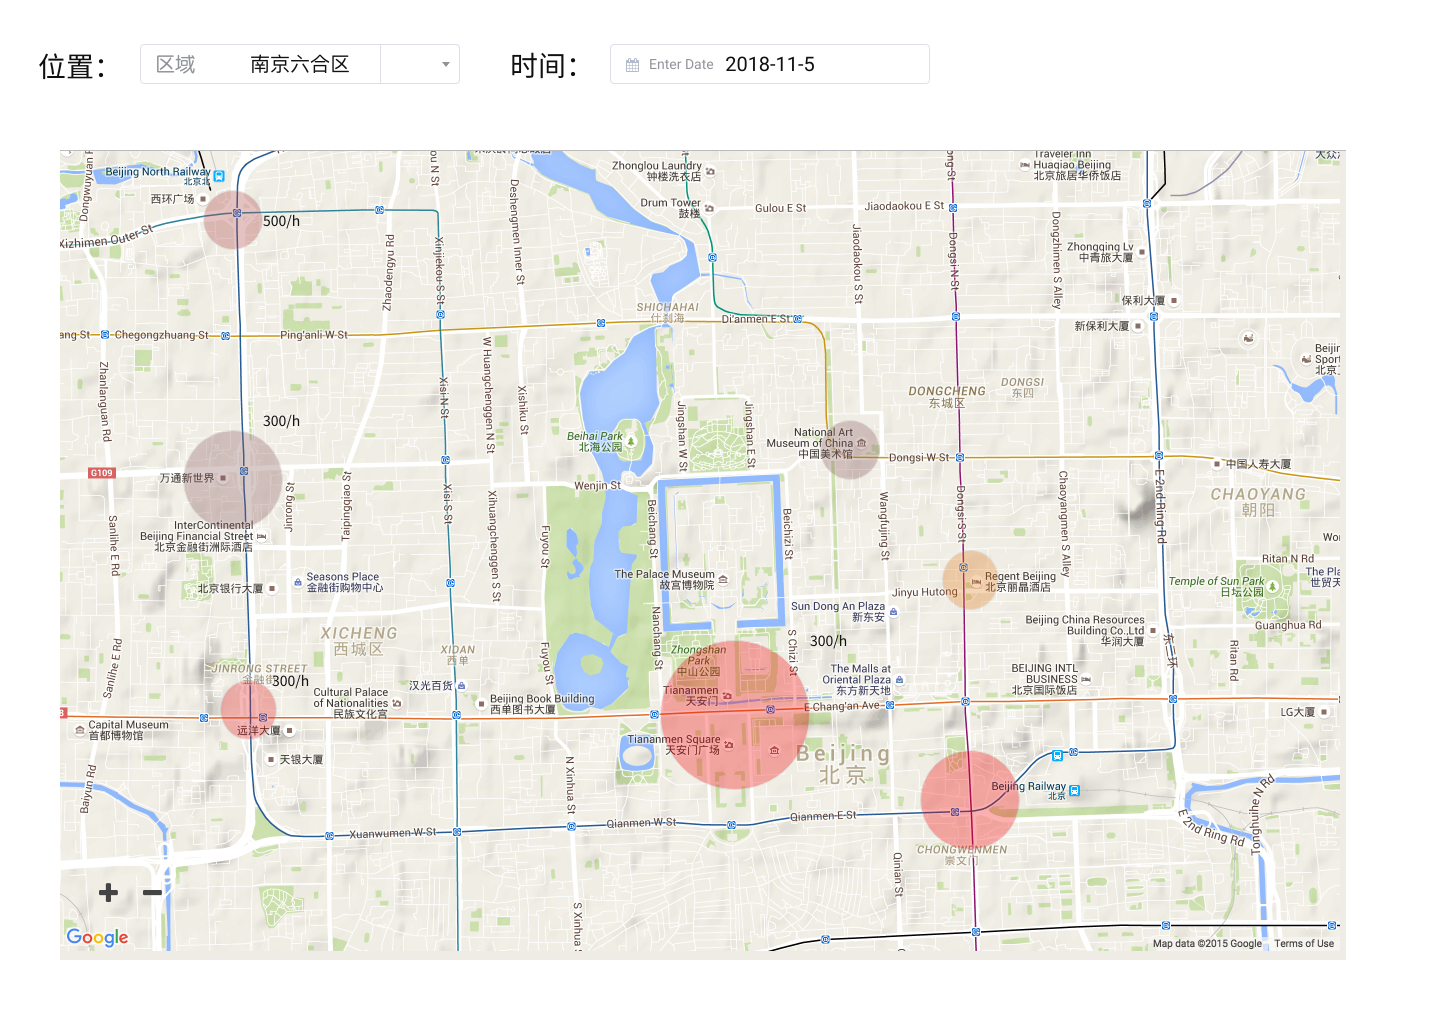 位置：
区域
南京六合区
时间：
Enter Date
2018-11-5
Beijing North Railway
北京北
西环广场
500/h
Xizhimen Outer St
Dongwuyuan
ou N St
Deshengmen Inner St
Zhonglou Laundry
钟楼洗衣店
Drum Tower
鼓楼
Gulou E St
Jiaodaokou E St
Traveler Inn
Huaqiao Beijing
北京旅居华侨饭店
Zhaodengyu Rd
Xinjiekou S St
Jiaodaokou S St
Dongsi N St
Dongzhimen S Alley
Zhongqing Lv
中青旅大厦
保利大厦
新保利大厦
SHICHAHAI
什刹海
Di'anmen E St
ang St
Chegongzhuang St
Ping'anli W St
Zhanlanguan Rd
W Huangchenggen N St
Xisi N St
Xishiku St
300/h
Beihai Park
北海公园
Jingshan W St
Jingshan E St
National Art
Museum of China
中国美术馆
DONGCHENG
东城区
DONGSI
东四
Dongsi W St
中国人寿大厦
CHAOYANG
朝阳
G109
万通新世界
Wenjin St
InterContinental
Beijing Financial Street
北京金融街洲际酒店
Jinrong St
Taipingqiao St
Xisi S St
Xihuangchenggen S St
Fuyou St
Beichang St
Beichizi St
Wangfujing St
Dongsi S St
Chaoyangmen S Alley
E 2nd Ring Rd
Sanlihe E Rd
北京银行大厦
Seasons Place
金融街购物中心
The Palace Museum
故宫博物院
Jinyu Hutong
Regent Beijing
北京丽晶酒店
Ritan N Rd
Temple of Sun Park
日坛公园
Sun Dong An Plaza
新东安
Beijing China Resources
Building Co.,Ltd
华润大厦
Guanghua Rd
XICHENG
西城区
XIDAN
西单
Nanchang St
S Chizi St
300/h
Zhongshan
Park
中山公园
东二环
Ritan Rd
Sanlihe E Rd
JINRONG STREET
金融街
300/h
Fuyou St
汉光百货
Cultural Palace
of Nationalities
民族文化宫
Beijing Book Building
西单图书大厦
Tiananmen
天安门
The Malls at
Oriental Plaza
东方新天地
BEIJING INTL
BUSINESS
北京国际饭店
E Chang'an Ave
LG大厦
Capital Museum
首都博物馆
远洋大厦
天银大厦
Tiananmen Square
天安门广场
Beijing
北京
Beijing Railway
北京
Baiyun Rd
N Xinhua St
Xuanwumen W St
Qianmen W St
Qianmen E St
CHONGWENMEN
崇文门
Qinian St
E 2nd Ring Rd
Tonghuihe N Rd
S Xinhua S
Google
Map data ©2015 Google
Terms of Use